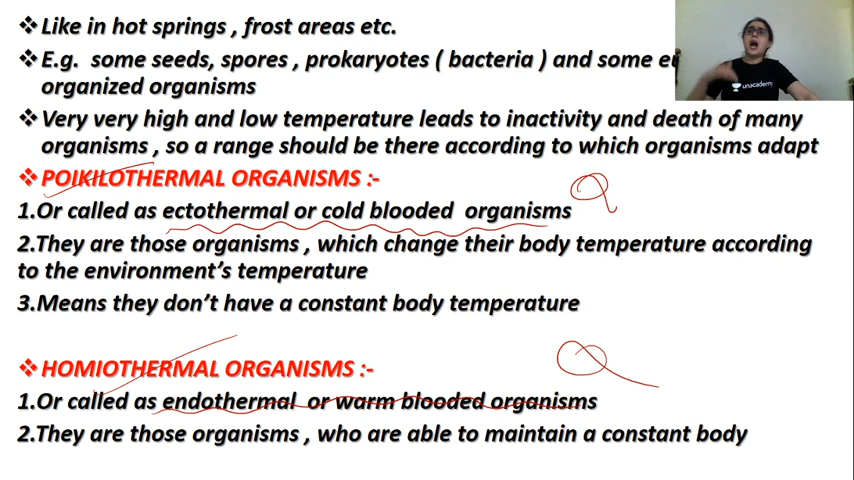 ❖Like in hot springs , frost areas etc.
❖E.g. some seeds, spores , prokaryotes ( bacteria ) and some
organized organisms
❖Very very high and low temperature leads to inactivity and death of many
organisms , so a range should be there according to which organisms adapt
❖POIKILOTHERMAL ORGANISMS :-
1.Or called as ectothermal or cold blooded organisms
2.They are those organisms , which change their body temperature according
to the environment’s temperature
3.Means they don’t have a constant body temperature
❖HOMIOTHERMAL ORGANISMS :-
1.Or called as endothermal or warm blooded organisms
2.They are those organisms , who are able to maintain a constant body
unacademy